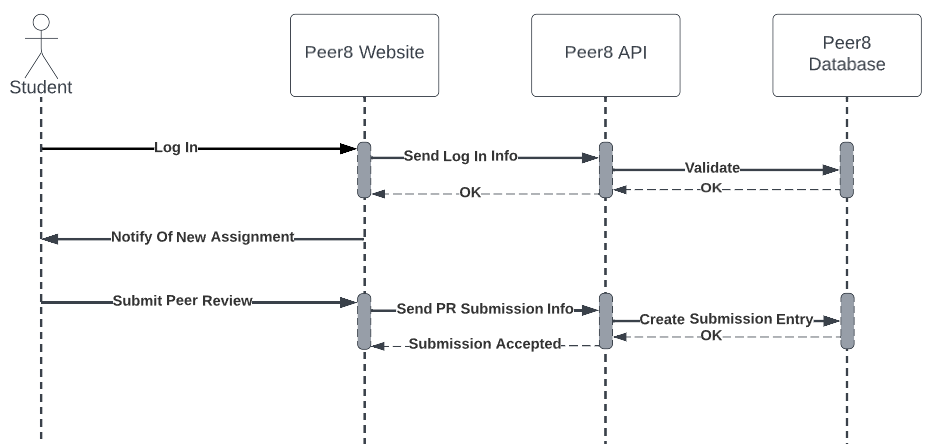 Student
Peer8 Website
Peer8 API
Peer8
Database
Log In
Send Log In Info
Validate
OK
OK
Notify Of New Assignment
Submit Peer Review
Send PR Submission Info
Create Submission Entry
OK
Submission Accepted